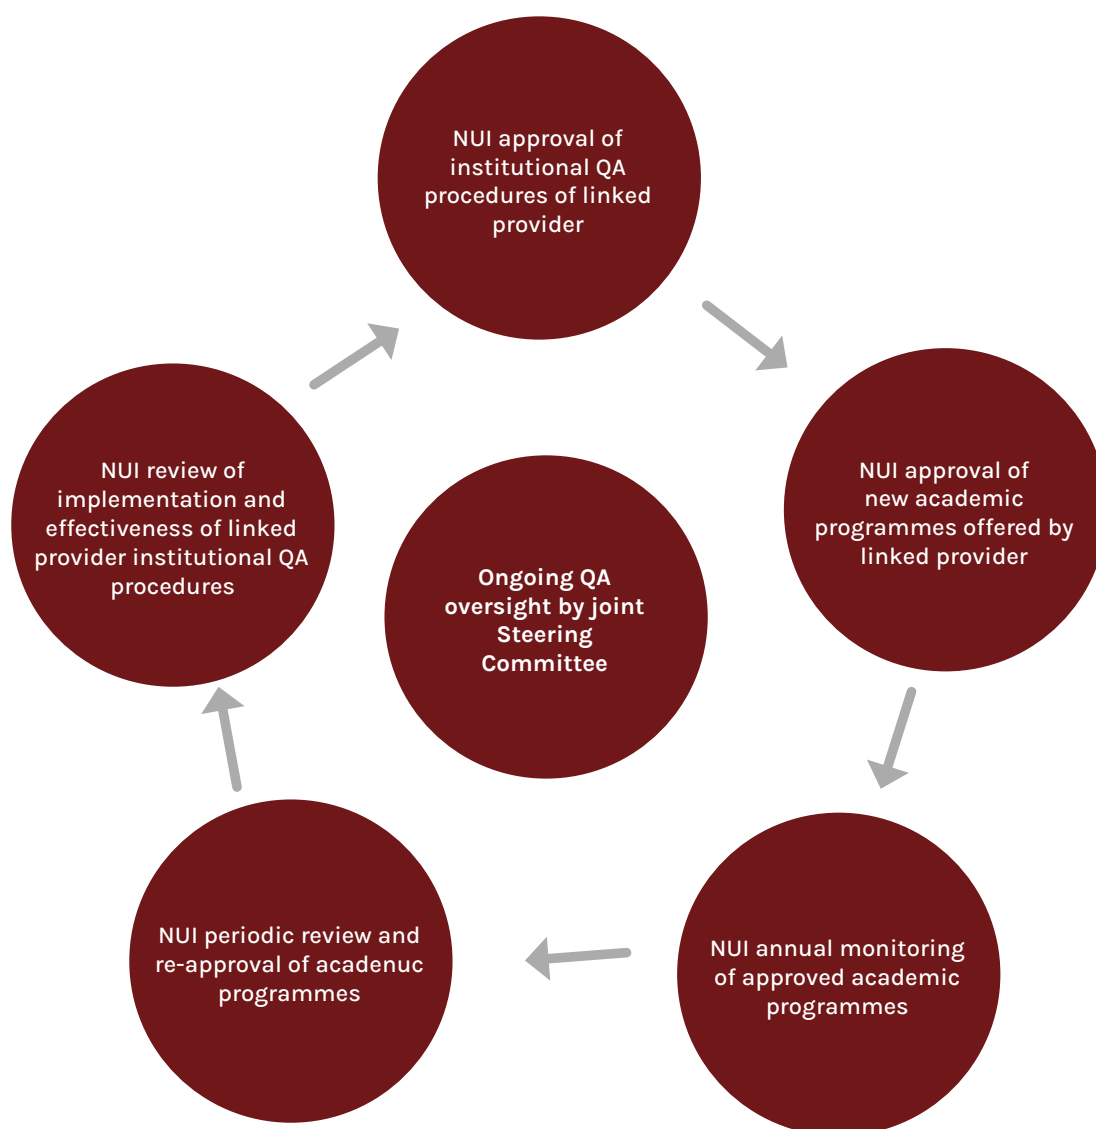 NUI approval of
institutional QA
procedures of linked
provider
NUI approval of
new academic
programmes offered by
linked provider
NUI annual monitoring
of approved academic
programmes
NUI periodic review and
re-approval of acadenuc
programmes
NUI review of
implementation and
effectiveness of linked
provider institutional QA
procedures
Ongoing QA
oversight by joint
Steering
Committee